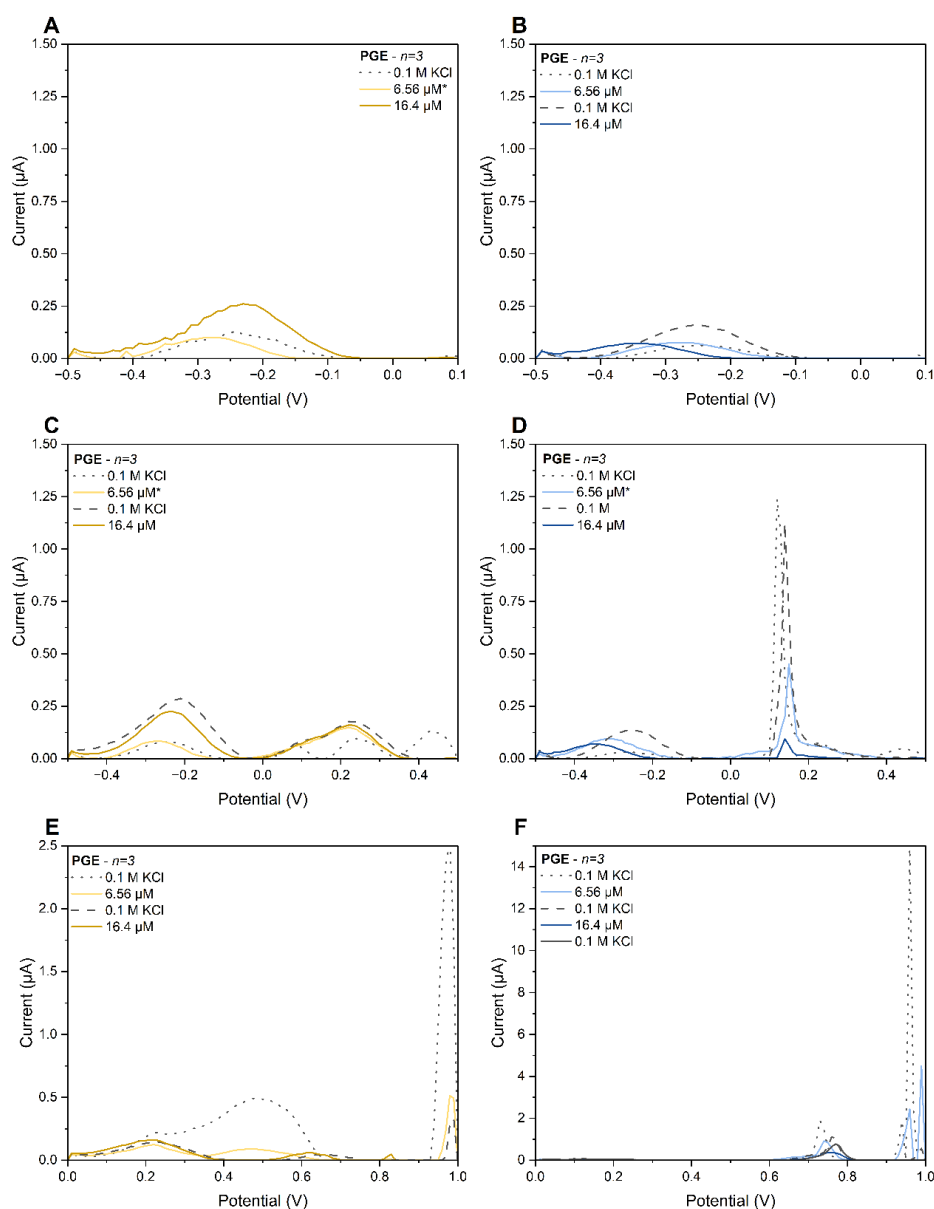 A
1.50
1.25
1.00
0.75
0.50
0.25
0.00
Current (µA)
PGE - n=3
0.1 M KCl
6.56 µM*
16.4 µM
−0.5 −0.4 −0.3 −0.2 −0.1 0.0 0.1
Potential (V)
B
1.50
1.25
1.00
0.75
0.50
0.25
0.00
Current (µA)
PGE - n=3
0.1 M KCl
6.56 µM
0.1 M KCl
16.4 µM
−0.5 −0.4 −0.3 −0.2 −0.1 0.0 0.1
Potential (V)
C
1.50
1.25
1.00
0.75
0.50
0.25
0.00
Current (µA)
PGE - n=3
0.1 M KCl
6.56 µM*
0.1 M KCl
16.4 µM
−0.4 −0.2 0.0 0.2 0.4
Potential (V)
D
1.50
1.25
1.00
0.75
0.50
0.25
0.00
Current (µA)
PGE - n=3
0.1 M KCl
6.56 µM*
0.1 M
16.4 µM
−0.4 −0.2 0.0 0.2 0.4
Potential (V)
E
2.5
2.0
1.5
1.0
0.5
0.0
Current (µA)
PGE - n=3
0.1 M KCl
6.56 µM
0.1 M KCl
16.4 µM
0.0 0.2 0.4 0.6 0.8 1.0
Potential (V)
F
14
12
10
8
6
4
2
0
Current (µA)
PGE - n=3
0.1 M KCl
6.56 µM
0.1 M KCl
16.4 µM
0.1 M KCl
0.0 0.2 0.4 0.6 0.8 1.0
Potential (V)